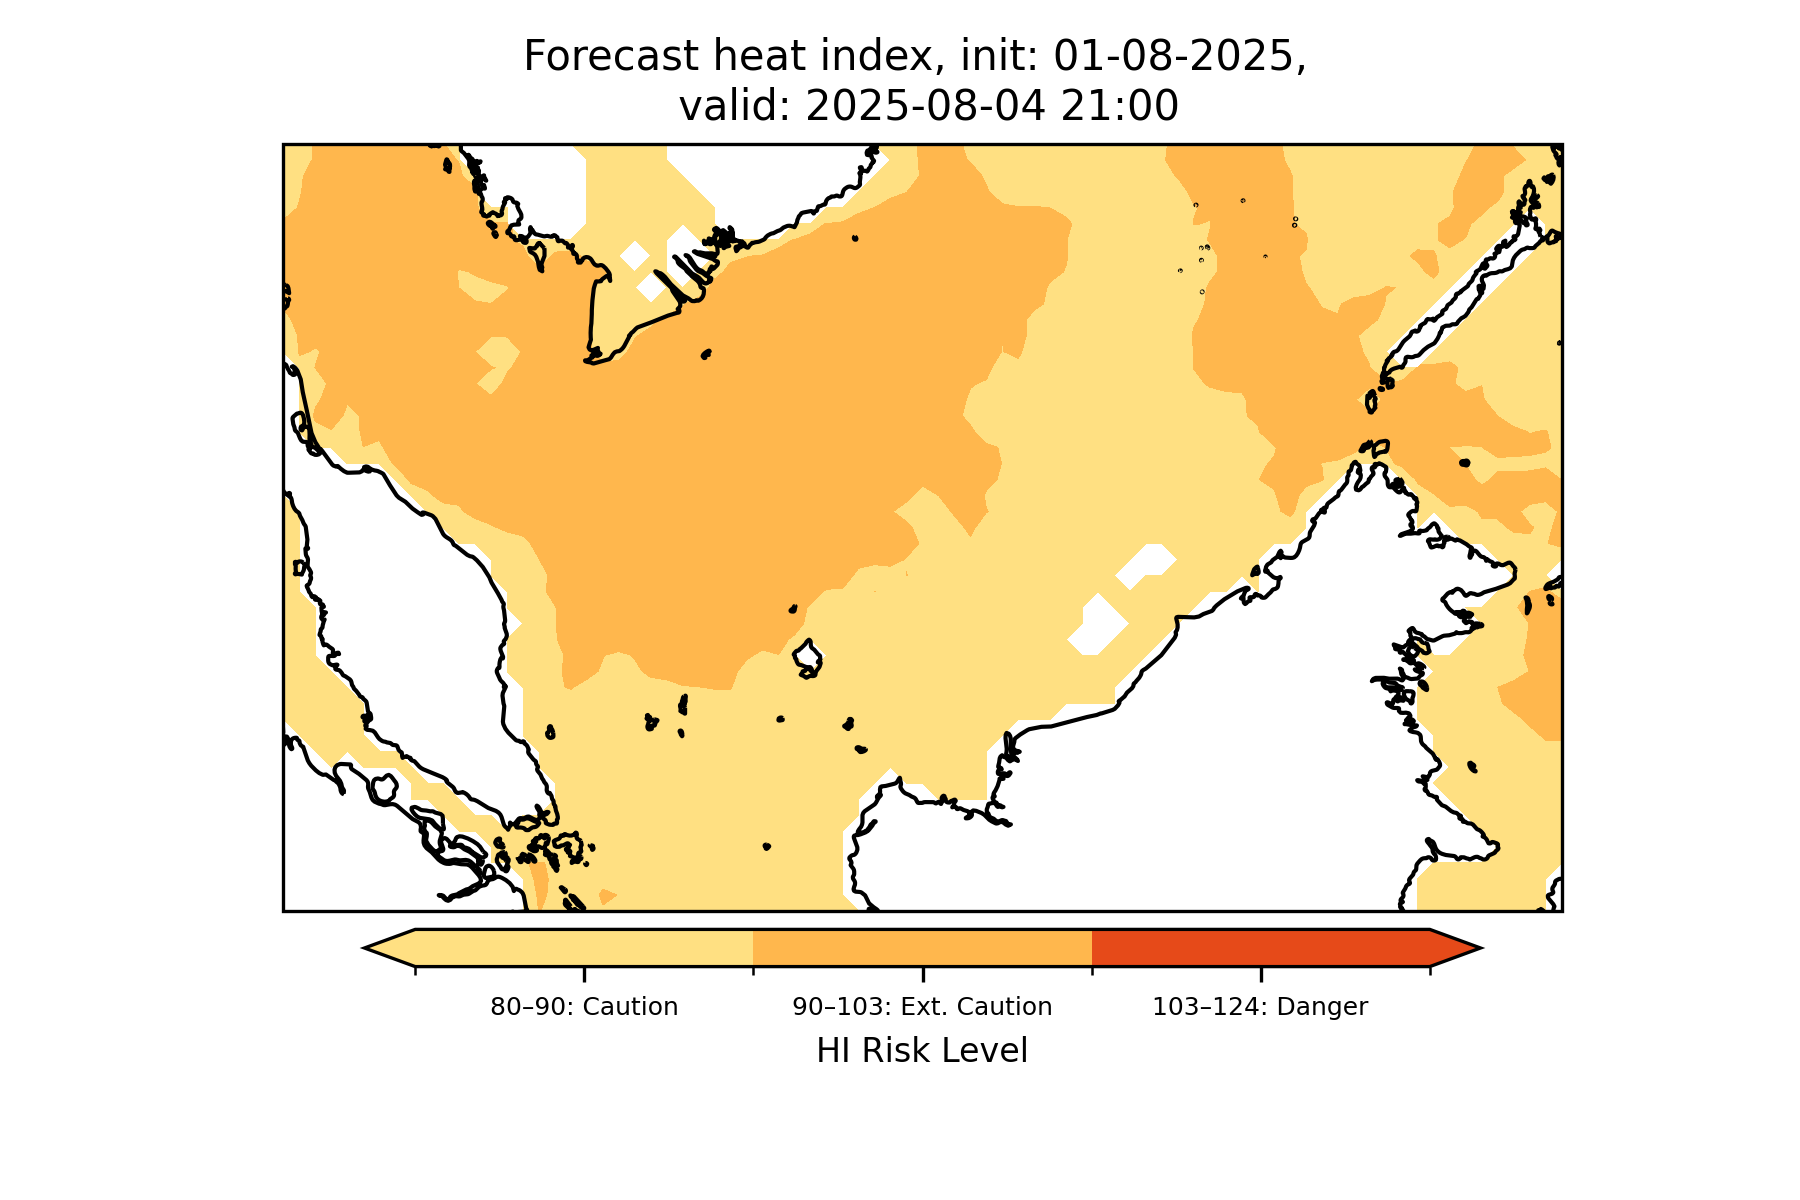 Forecast heat index, init: 01-08-2025,
valid: 2025-08-04 21:00
80–90: Caution
90–103: Ext. Caution
103–124: Danger
HI Risk Level